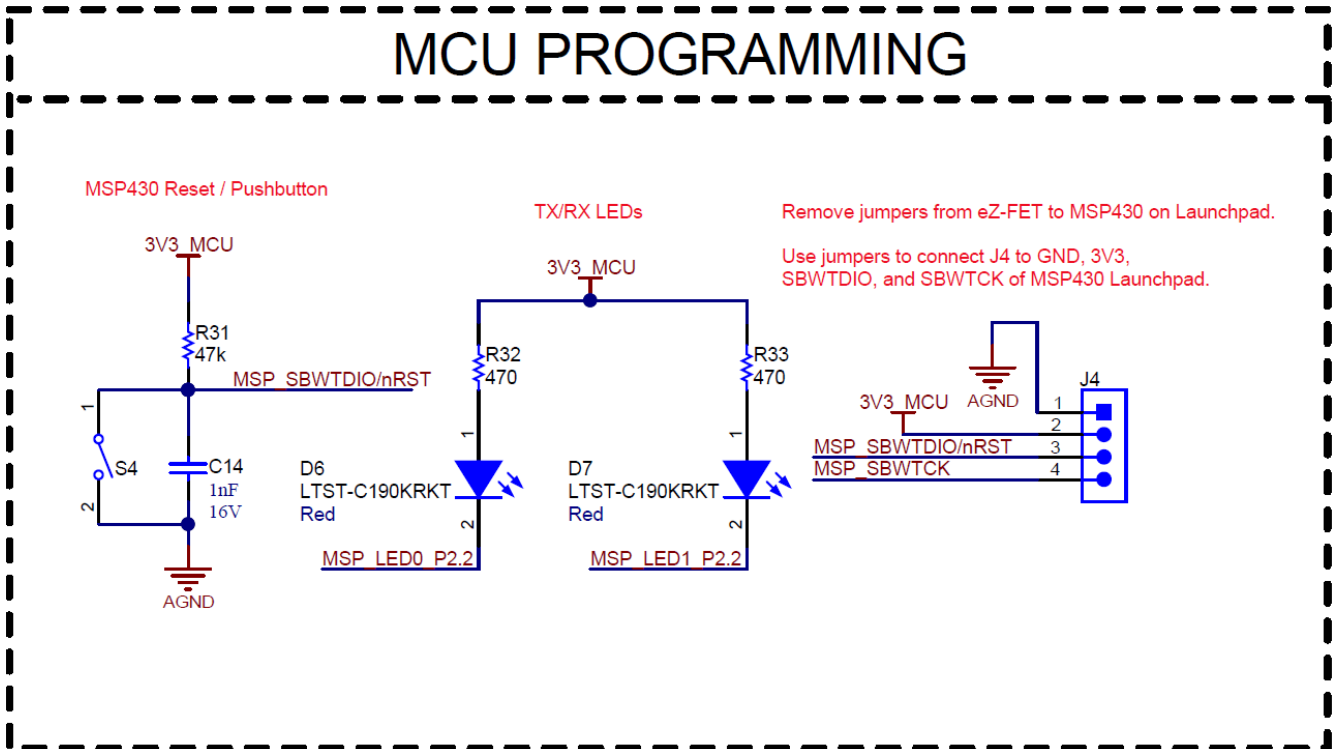 MCU PROGRAMMING
MSP430 Reset / Pushbutton
3V3_MCU
R31
47k
MSP_SBWTDIO/nRST
1
S4
2
C14
1nF
16V
AGND
TX/RX LEDs
3V3_MCU
R32
470
1
D6
LTST-C190KRKT
Red
2
MSP_LED0_P2.2
R33
470
1
D7
LTST-C190KRKT
Red
2
MSP_LED1_P2.2
Remove jumpers from eZ-FET to MSP430 on Launchpad.
Use jumpers to connect J4 to GND, 3V3,
SBWTDIO, and SBWTCK of MSP430 Launchpad.
AGND
J4
3V3_MCU
1
2
MSP_SBWTDIO/nRST
3
MSP_SBWTCK
4